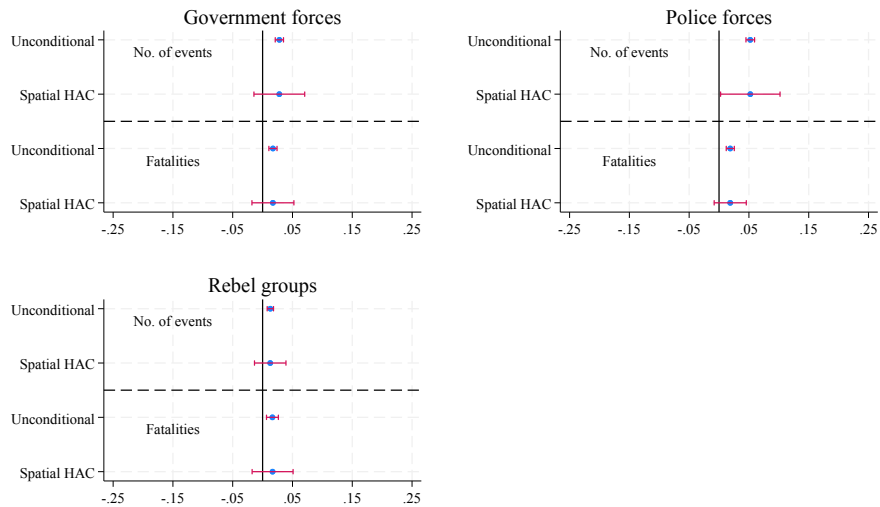 Government forces
Unconditional
No. of events
Spatial HAC
Unconditional
Fatalities
Spatial HAC
-.25 -.15 -.05 .05 .15 .25
Police forces
Unconditional
No. of events
Spatial HAC
Unconditional
Fatalities
Spatial HAC
-.25 -.15 -.05 .05 .15 .25
Rebel groups
Unconditional
No. of events
Spatial HAC
Unconditional
Fatalities
Spatial HAC
-.25 -.15 -.05 .05 .15 .25